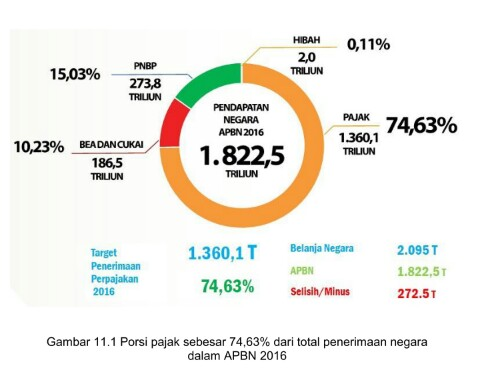 HIBAH
2,0
TRILIUN
0,11%
PNBP
273,8
TRILIUN
15,03%
PENDAPATAN
NEGARA
APBN 2016
1.822,5
TRILIUN
PAJAK
1.360,1
TRILIUN
74,63%
10,23%
BEA DAN CUKAI
186,5
TRILIUN
Target
Penerimaan
Perpajakan
2016
1.360,1 T
74,63%
Belanja Negara
2.095 T
APBN
1.822,5 T
Selisih/Minus
272.5 T
Gambar 11.1 Porsi pajak sebesar 74,63% dari total penerimaan negara
dalam APBN 2016